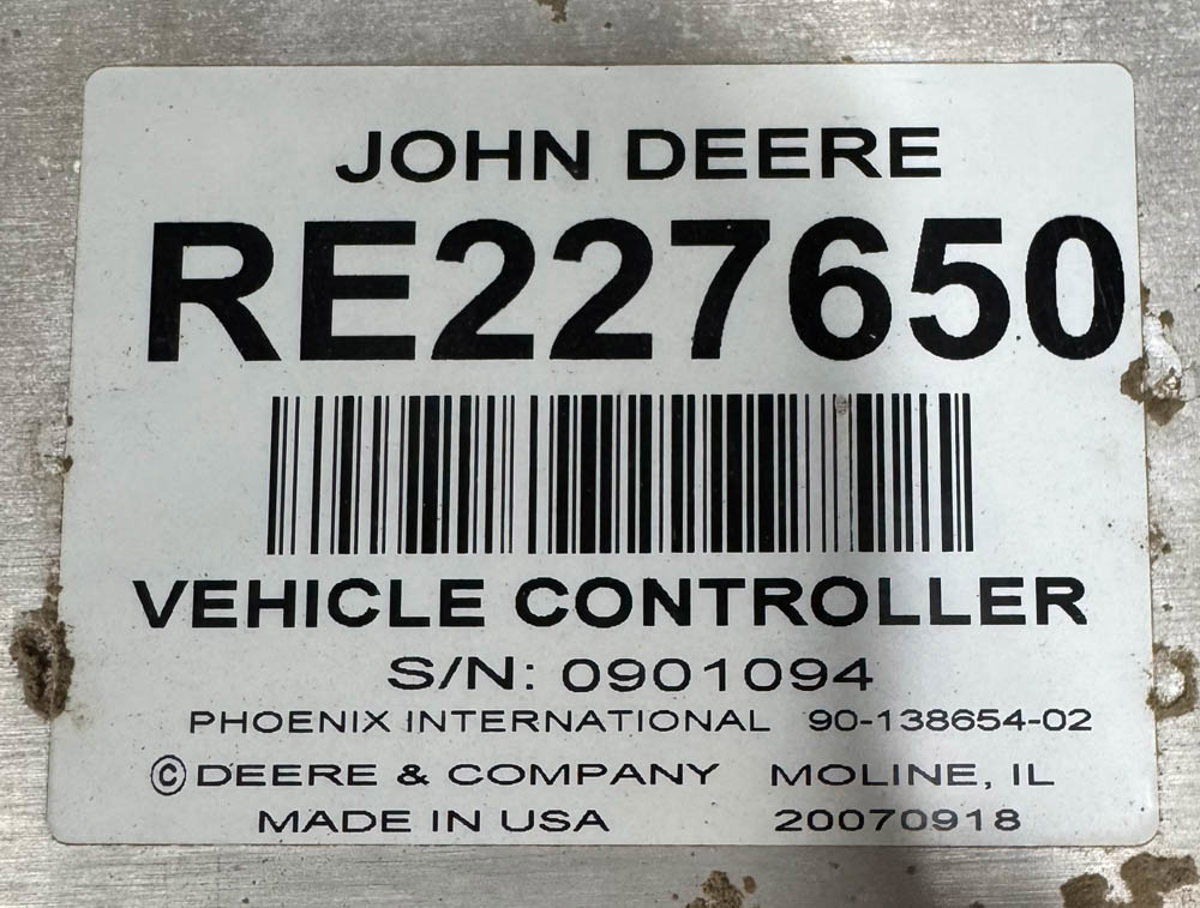 JOHN DEERE
RE227650
VEHICLE CONTROLLER
S/N: 0901094
PHOENIX INTERNATIONAL 90-138654-02
©DEERE & COMPANY MOLINE, IL
MADE IN USA 20070918